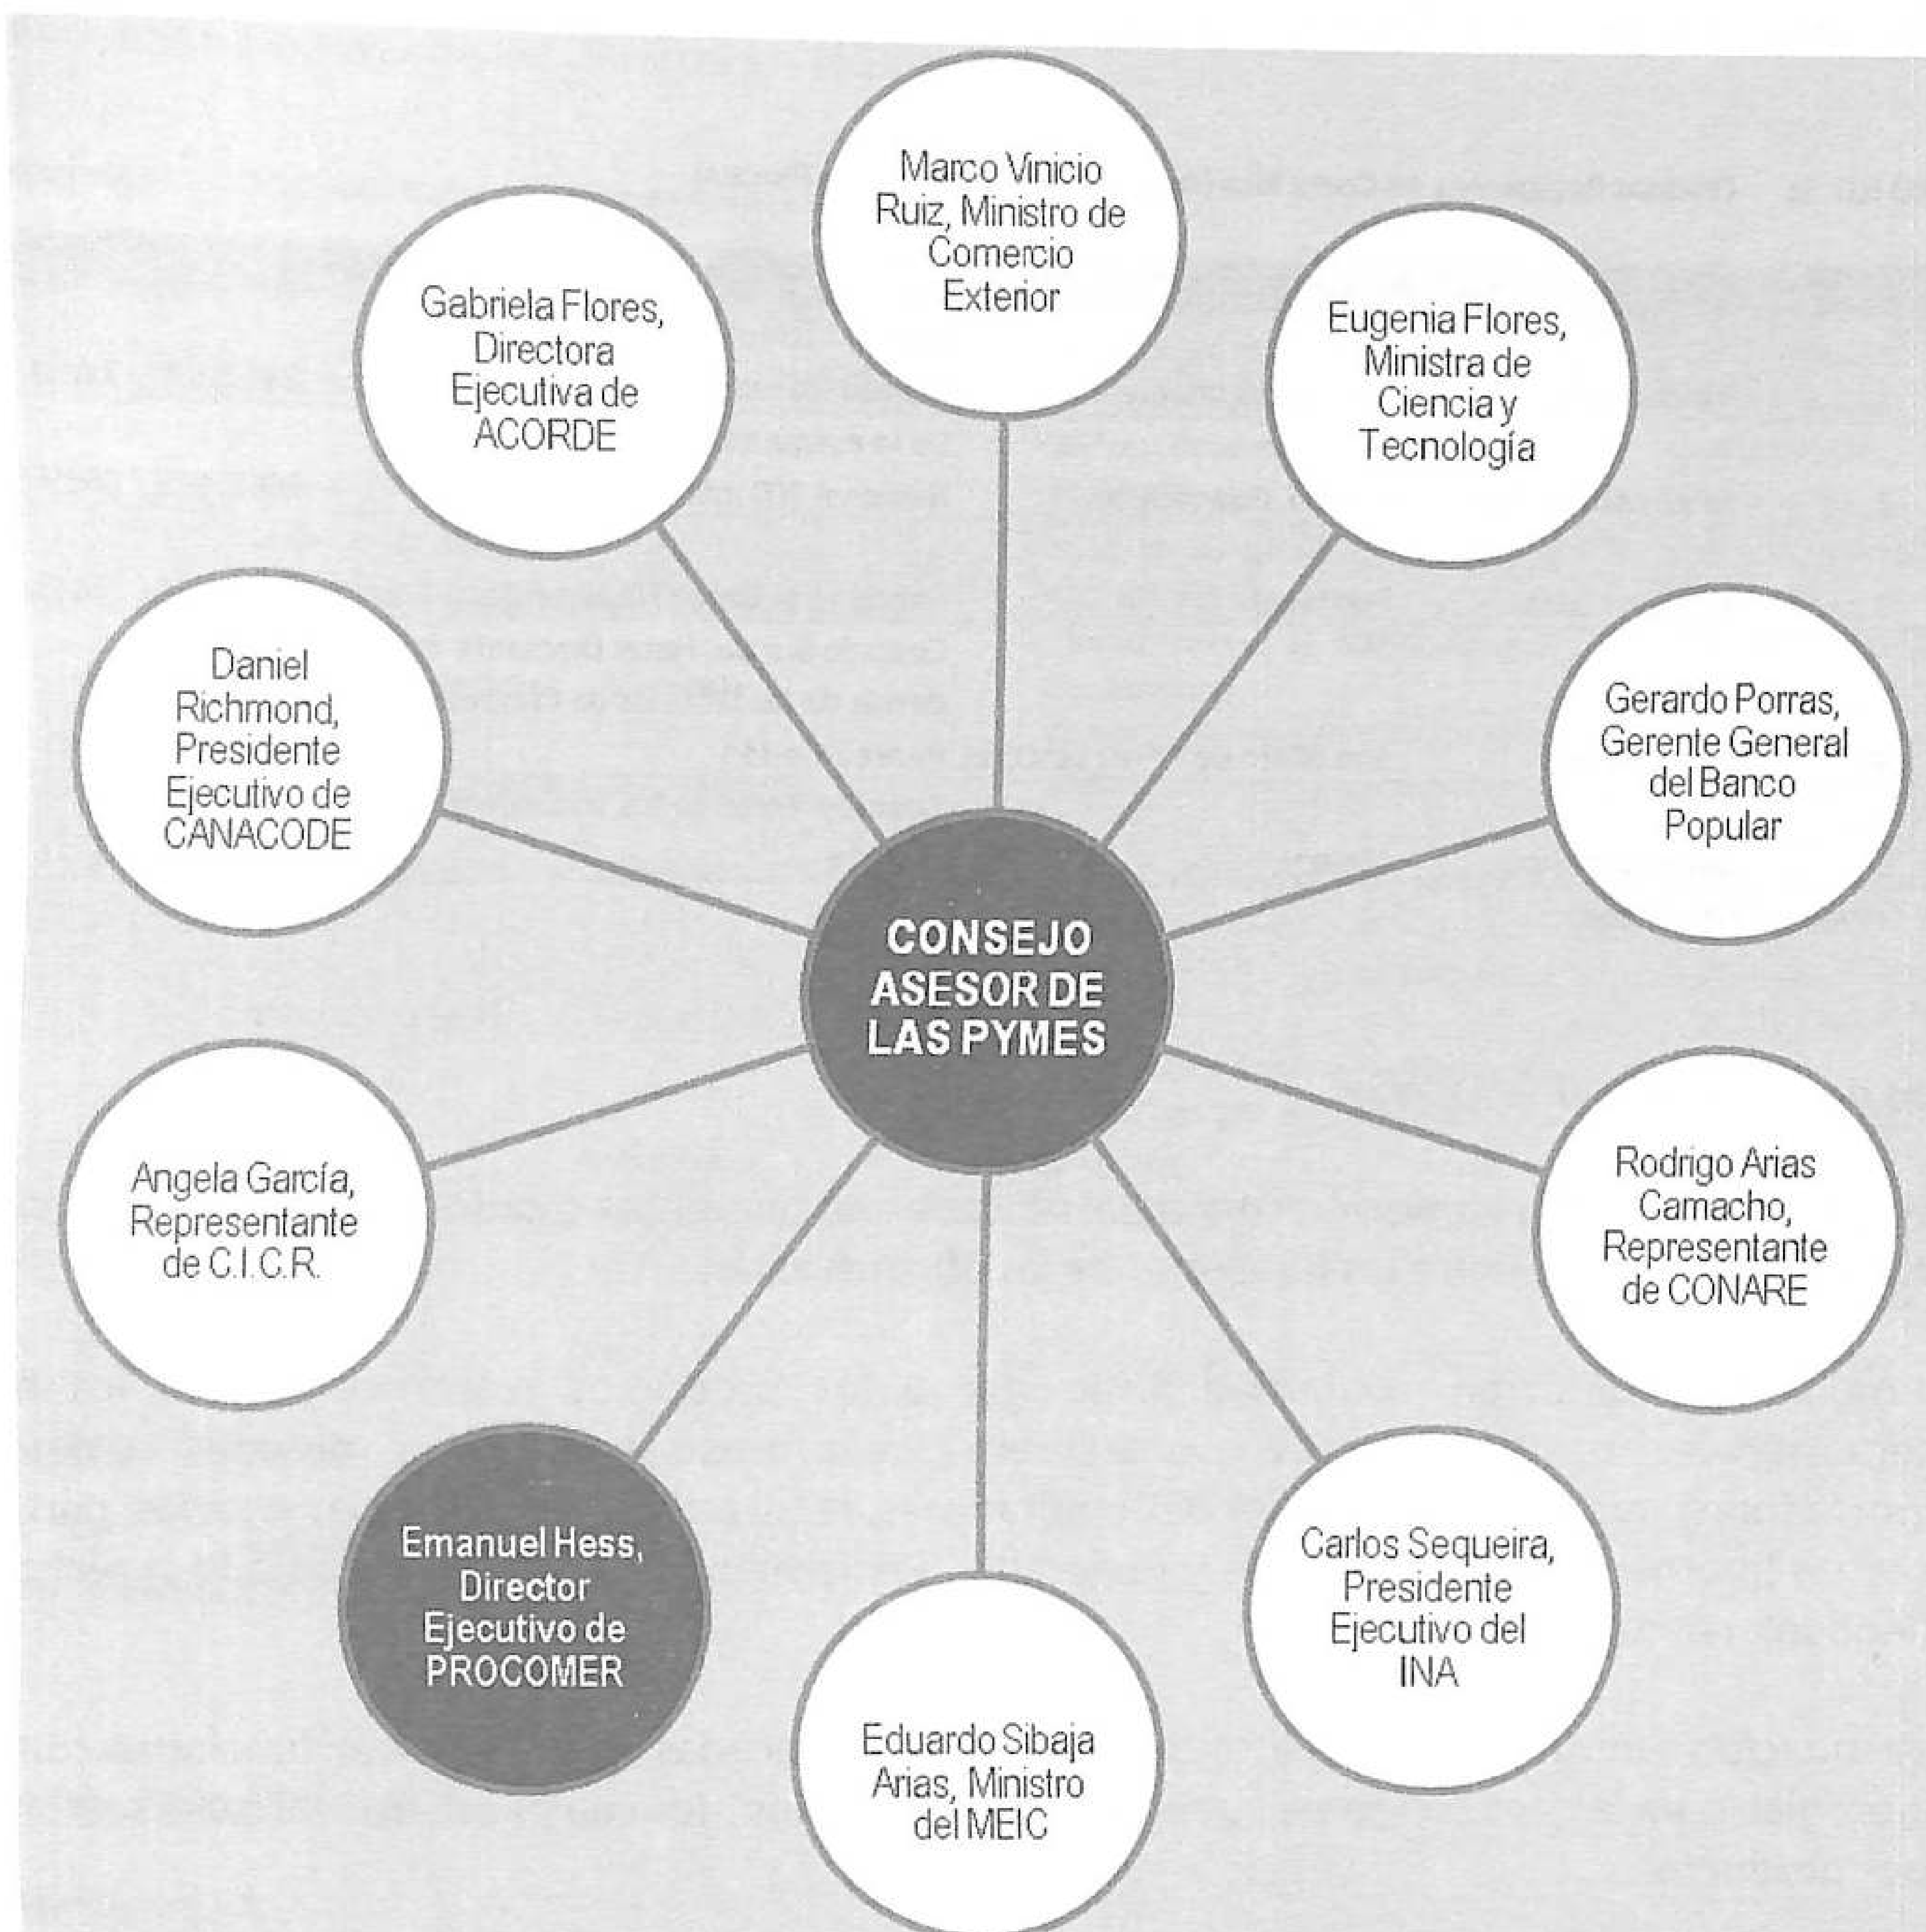 Marco Vinicio
Ruiz, Ministro de
Comercio
Exterior
Eugenia Flores,
Ministra de
Ciencia y
Tecnología
Gerardo Porras,
Gerente General
del Banco
Popular
Rodrigo Arias
Camacho,
Representante
de CONARE
Carlos Sequeira,
Presidente
Ejecutivo del
INA
Eduardo Sibaja
Arias, Ministro
del MEIC
Emanuel Hess,
Director
Ejecutivo de
PROCOMER
Angela García,
Representante
de C.I.C.R.
Daniel
Richmond,
Presidente
Ejecutivo de
CANACODE
Gabriela Flores,
Directora
Ejecutiva de
ACORDE
CONSEJO
ASESOR DE
LAS PYMES